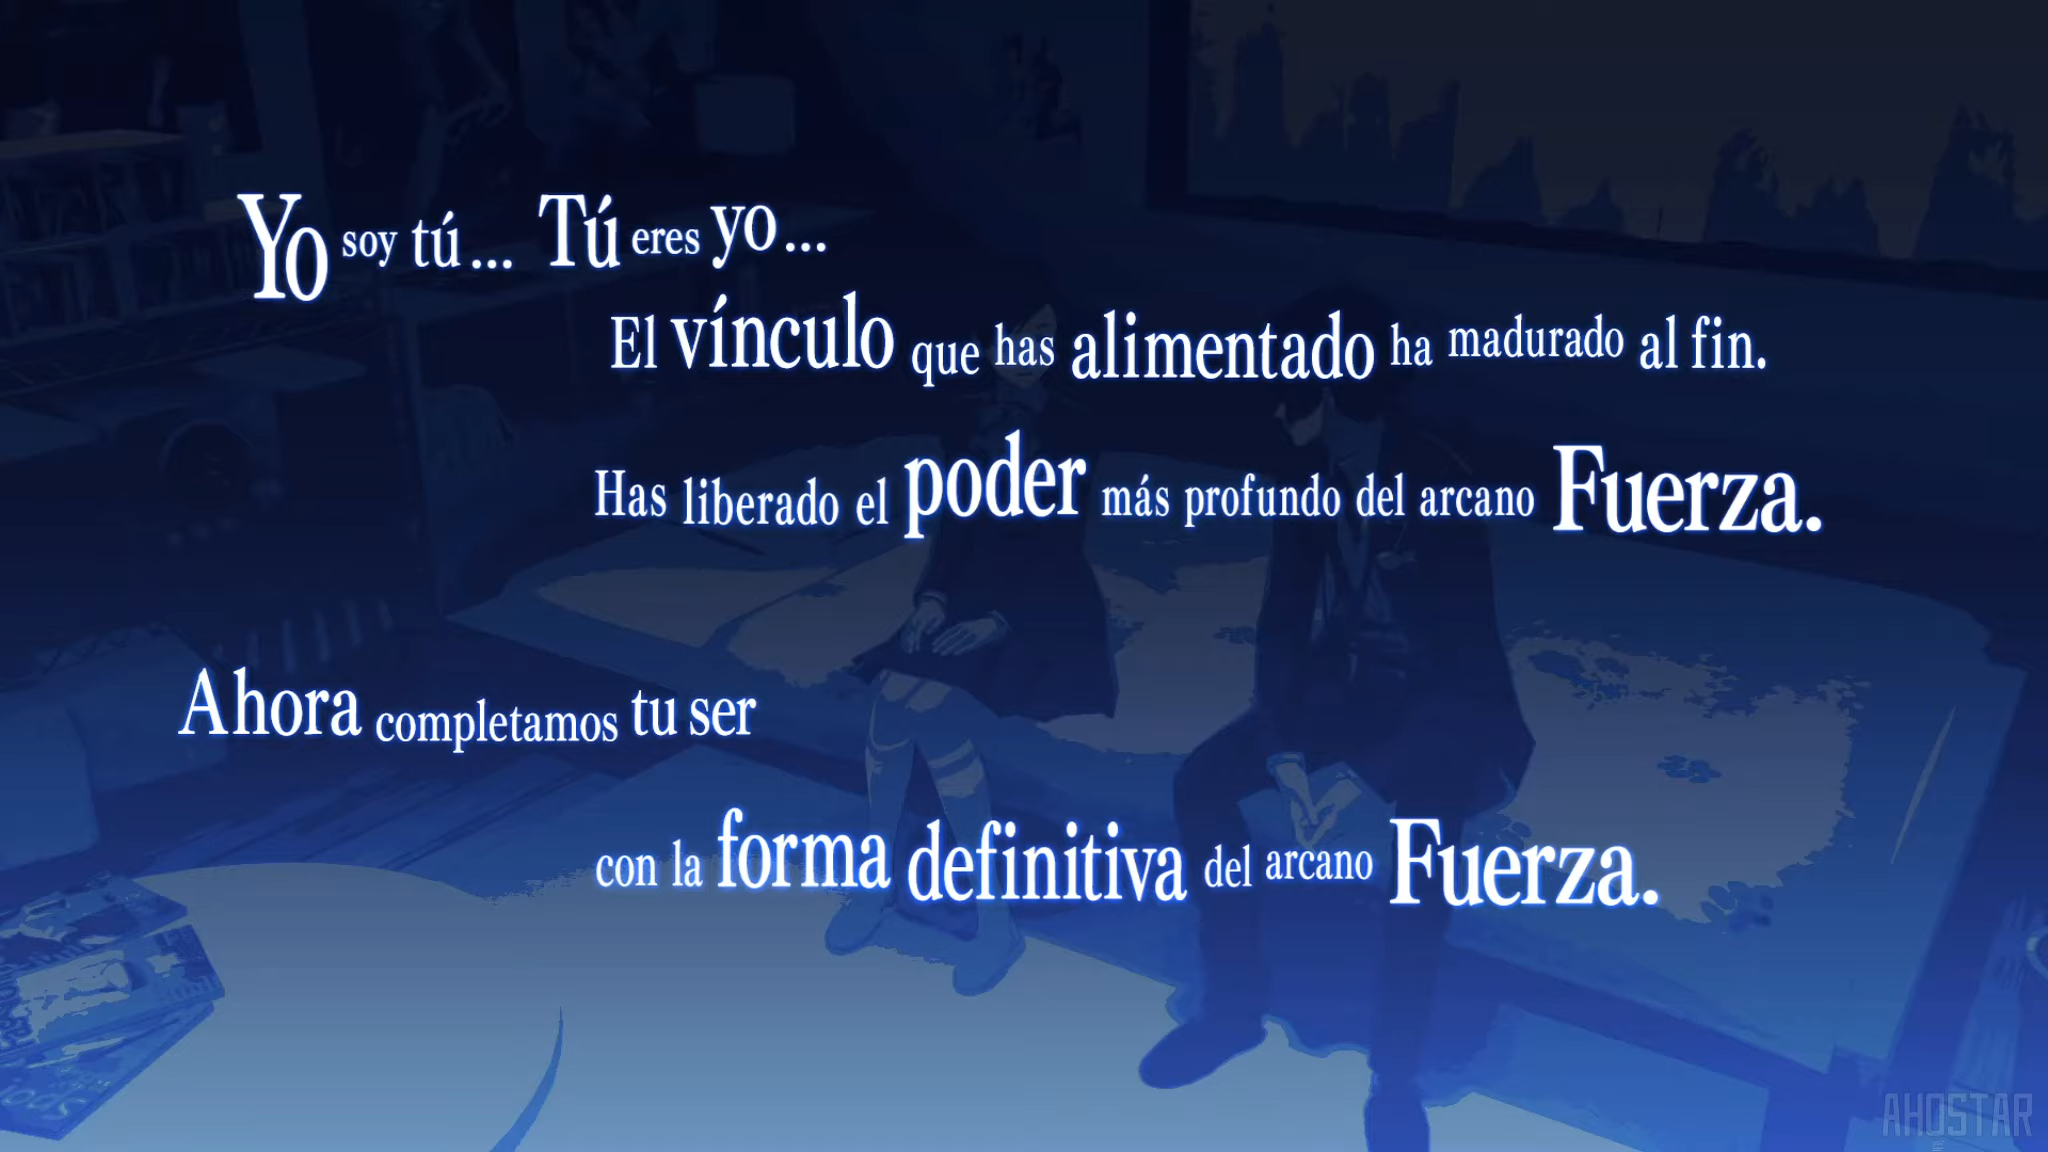 Yo soy tú... Tú eres yo...
El vínculo que has alimentado ha madurado al fin.
Has liberado el poder más profundo del arcano Fuerza.
Ahora completamos tu ser
con la forma definitiva del arcano Fuerza.
AHOSTAR